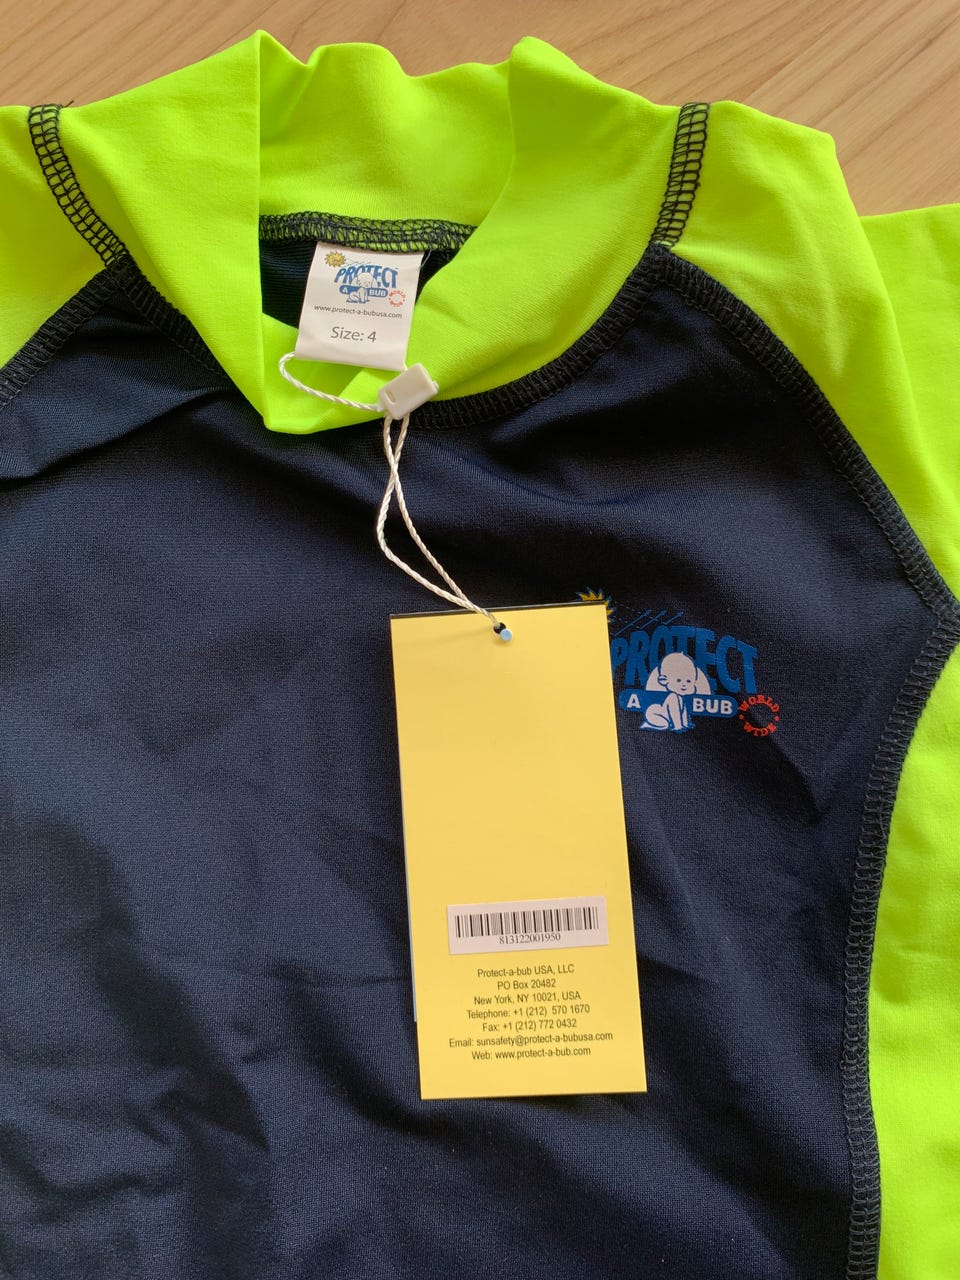 PROTECT
A BUB
WORLD WIDE
www.protect-a-bubusa.com
Size: 4
PROTECT
A BUB
WORLD WIDE
813122001950
Protect-a-bub USA, LLC
PO Box 20482
New York, NY 10021, USA
Telephone: +1 (212) 570 1670
Fax: +1 (212) 772 0432
Email: sunsafety@protect-a-bubusa.com
Web: www.protect-a-bub.com